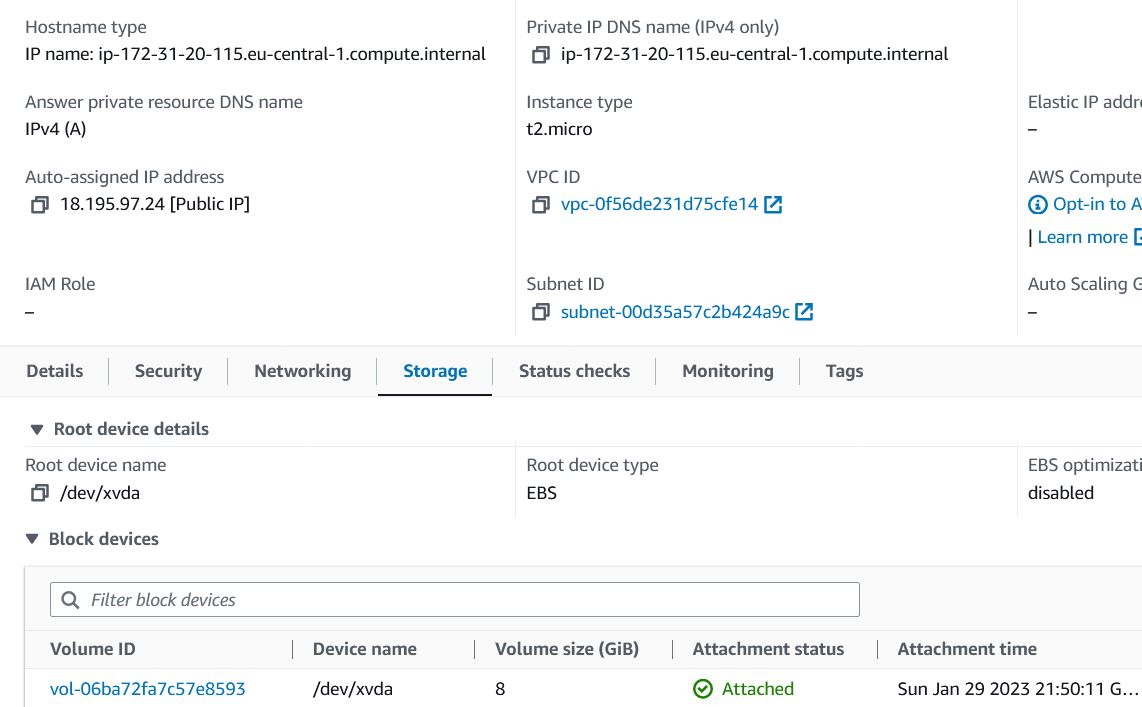 Hostname type
IP name: ip-172-31-20-115.eu-central-1.compute.internal
Private IP DNS name (IPv4 only)
ip-172-31-20-115.eu-central-1.compute.internal
Answer private resource DNS name
IPv4 (A)
Instance type
t2.micro
Elastic IP addre
–
Auto-assigned IP address
18.195.97.24 [Public IP]
VPC ID
vpc-0f56de231d75cfe14
AWS Compute
Opt-in to A
| Learn more
IAM Role
–
Subnet ID
subnet-00d35a57c2b424a9c
Auto Scaling G
–
Details
Security
Networking
Storage
Status checks
Monitoring
Tags
Root device details
Root device name
/dev/xvda
Root device type
EBS
EBS optimizati
disabled
Block devices
Filter block devices
Volume ID
Device name
Volume size (GiB)
Attachment status
Attachment time
vol-06ba72fa7c57e8593
/dev/xvda
8
Attached
Sun Jan 29 2023 21:50:11 G...